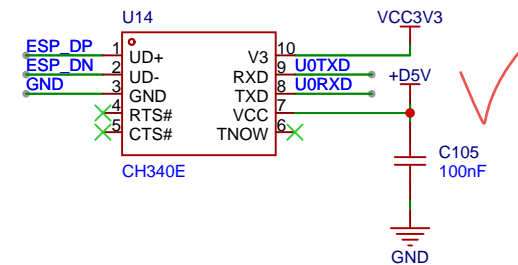 U14
VCC3V3
ESP_DP 1 UD+ V3 10
ESP_DN 2 UD- RXD 9 U0TXD
GND 3 GND TXD 8 U0RXD
4 RTS# VCC 7
5 CTS# TNOW 6
+D5V
CH340E
C105
100nF
GND